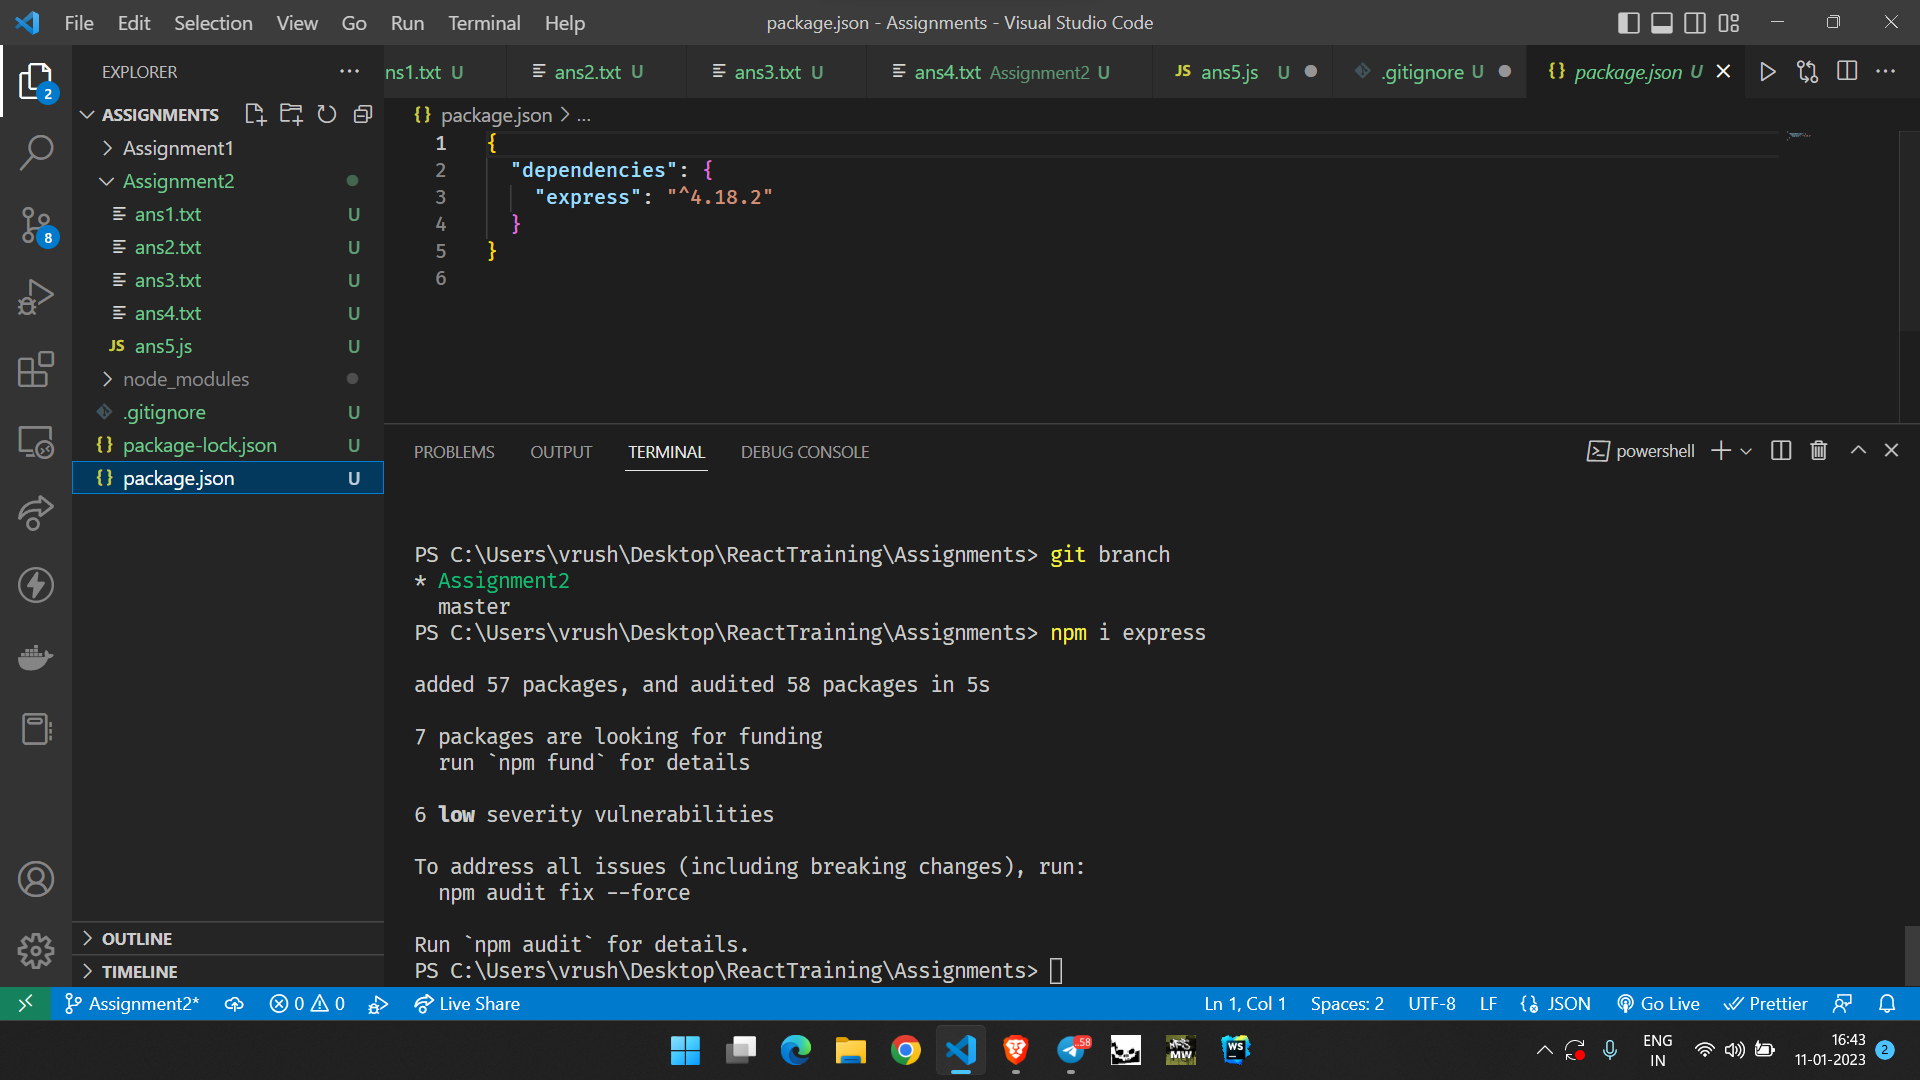 File Edit Selection View Go Run Terminal Help
package.json - Assignments - Visual Studio Code
EXPLORER
ns1.txt U
ans2.txt U
ans3.txt U
ans4.txt Assignment2 U
JS ans5.js U
.gitignore U
{} package.json U
ASSIGNMENTS
Assignment1
Assignment2
ans1.txt U
ans2.txt U
ans3.txt U
ans4.txt U
JS ans5.js U
node_modules
.gitignore U
{} package-lock.json U
{} package.json U
OUTLINE
TIMELINE
2
8
{} package.json > ...
1 {
2 "dependencies": {
3 "express": "^4.18.2"
4 }
5 }
6
PROBLEMS OUTPUT TERMINAL DEBUG CONSOLE
powershell
PS C:\Users\vrush\Desktop\ReactTraining\Assignments> git branch
* Assignment2
master
PS C:\Users\vrush\Desktop\ReactTraining\Assignments> npm i express
added 57 packages, and audited 58 packages in 5s
7 packages are looking for funding
run `npm fund` for details
6 low severity vulnerabilities
To address all issues (including breaking changes), run:
npm audit fix --force
Run `npm audit` for details.
PS C:\Users\vrush\Desktop\ReactTraining\Assignments>
Assignment2* 0 0 Live Share
Ln 1, Col 1 Spaces: 2 UTF-8 LF {} JSON Go Live Prettier
58
MW
WS
ENG
IN
16:43
11-01-2023
2